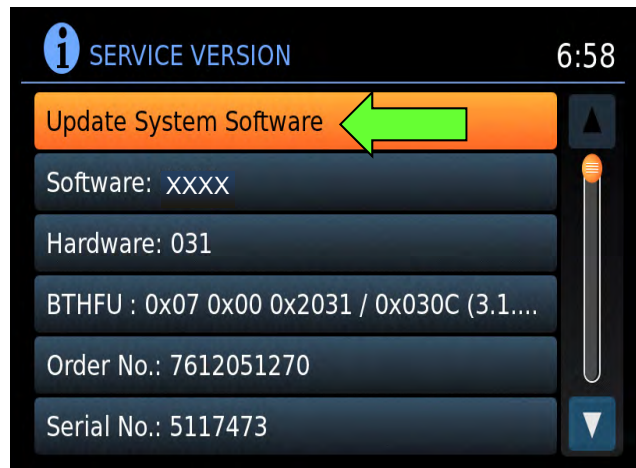 i SERVICE VERSION 6:58
Update System Software
Software: XXXX
Hardware: 031
BTHFU : 0x07 0x00 0x2031 / 0x030C (3.1....
Order No.: 7612051270
Serial No.: 5117473